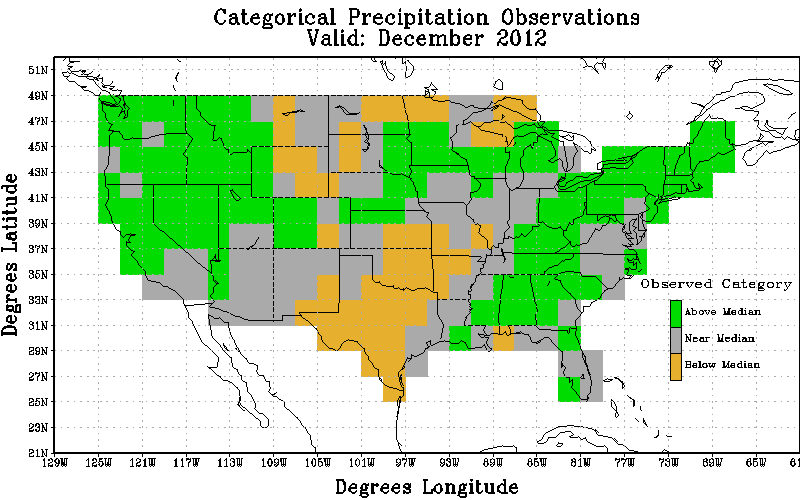 Categorical Precipitation Observations
Valid: December 2012
Degrees Latitude
51N
49N
47N
45N
43N
41N
39N
37N
35N
33N
31N
29N
27N
25N
23N
21N
Observed Category
Above Median
Near Median
Below Median
129W 125W 121W 117W 113W 109W 105W 101W 97W 93W 89W 85W 81W 77W 73W 69W 65W 6
Degrees Longitude